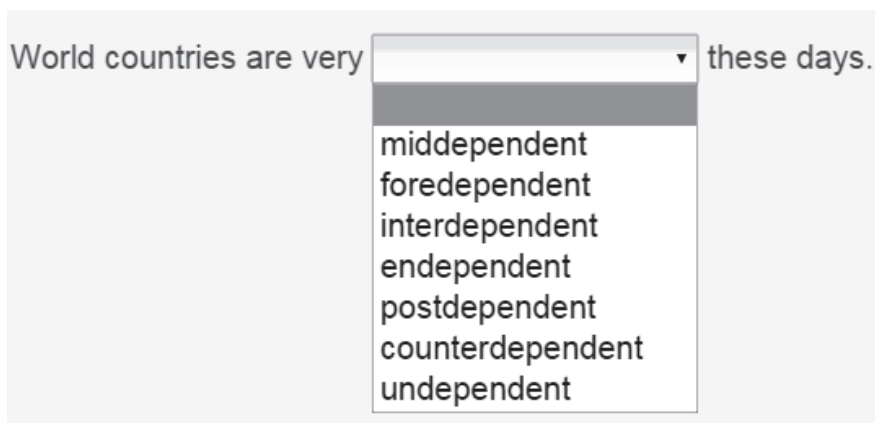 World countries are very these days.
middependent
foredependent
interdependent
endependent
postdependent
counterdependent
undependent